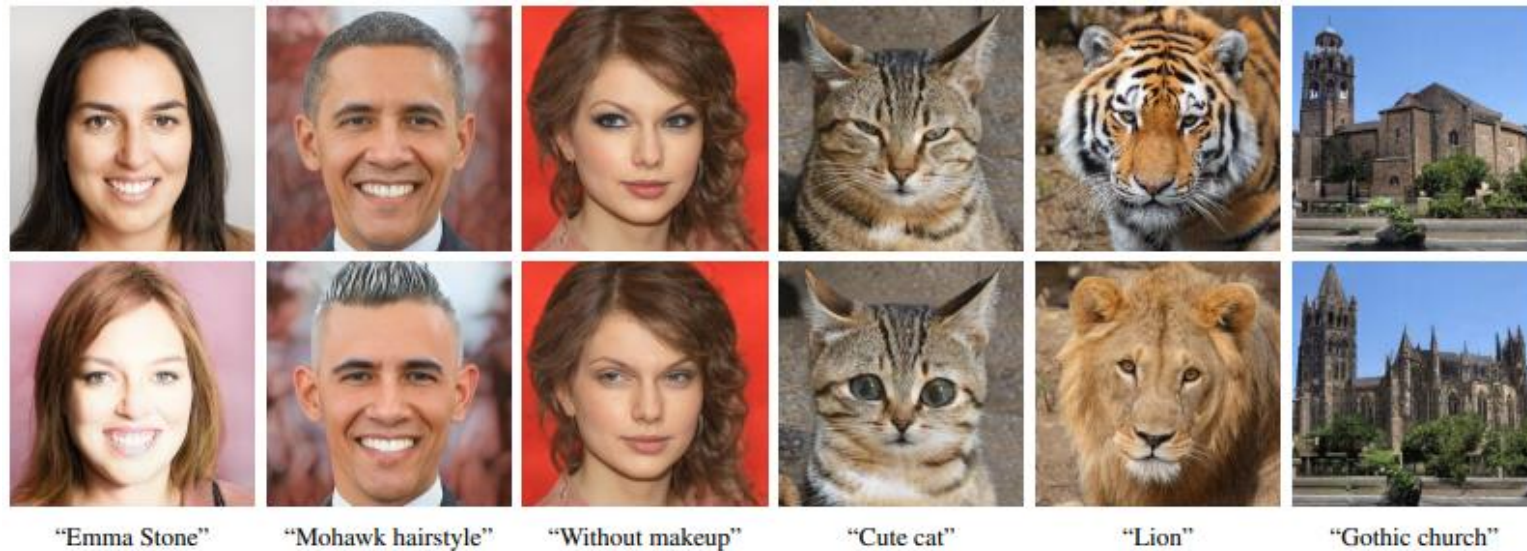 “Emma Stone” “Mohawk hairstyle” “Without makeup” “Cute cat” “Lion” “Gothic church”